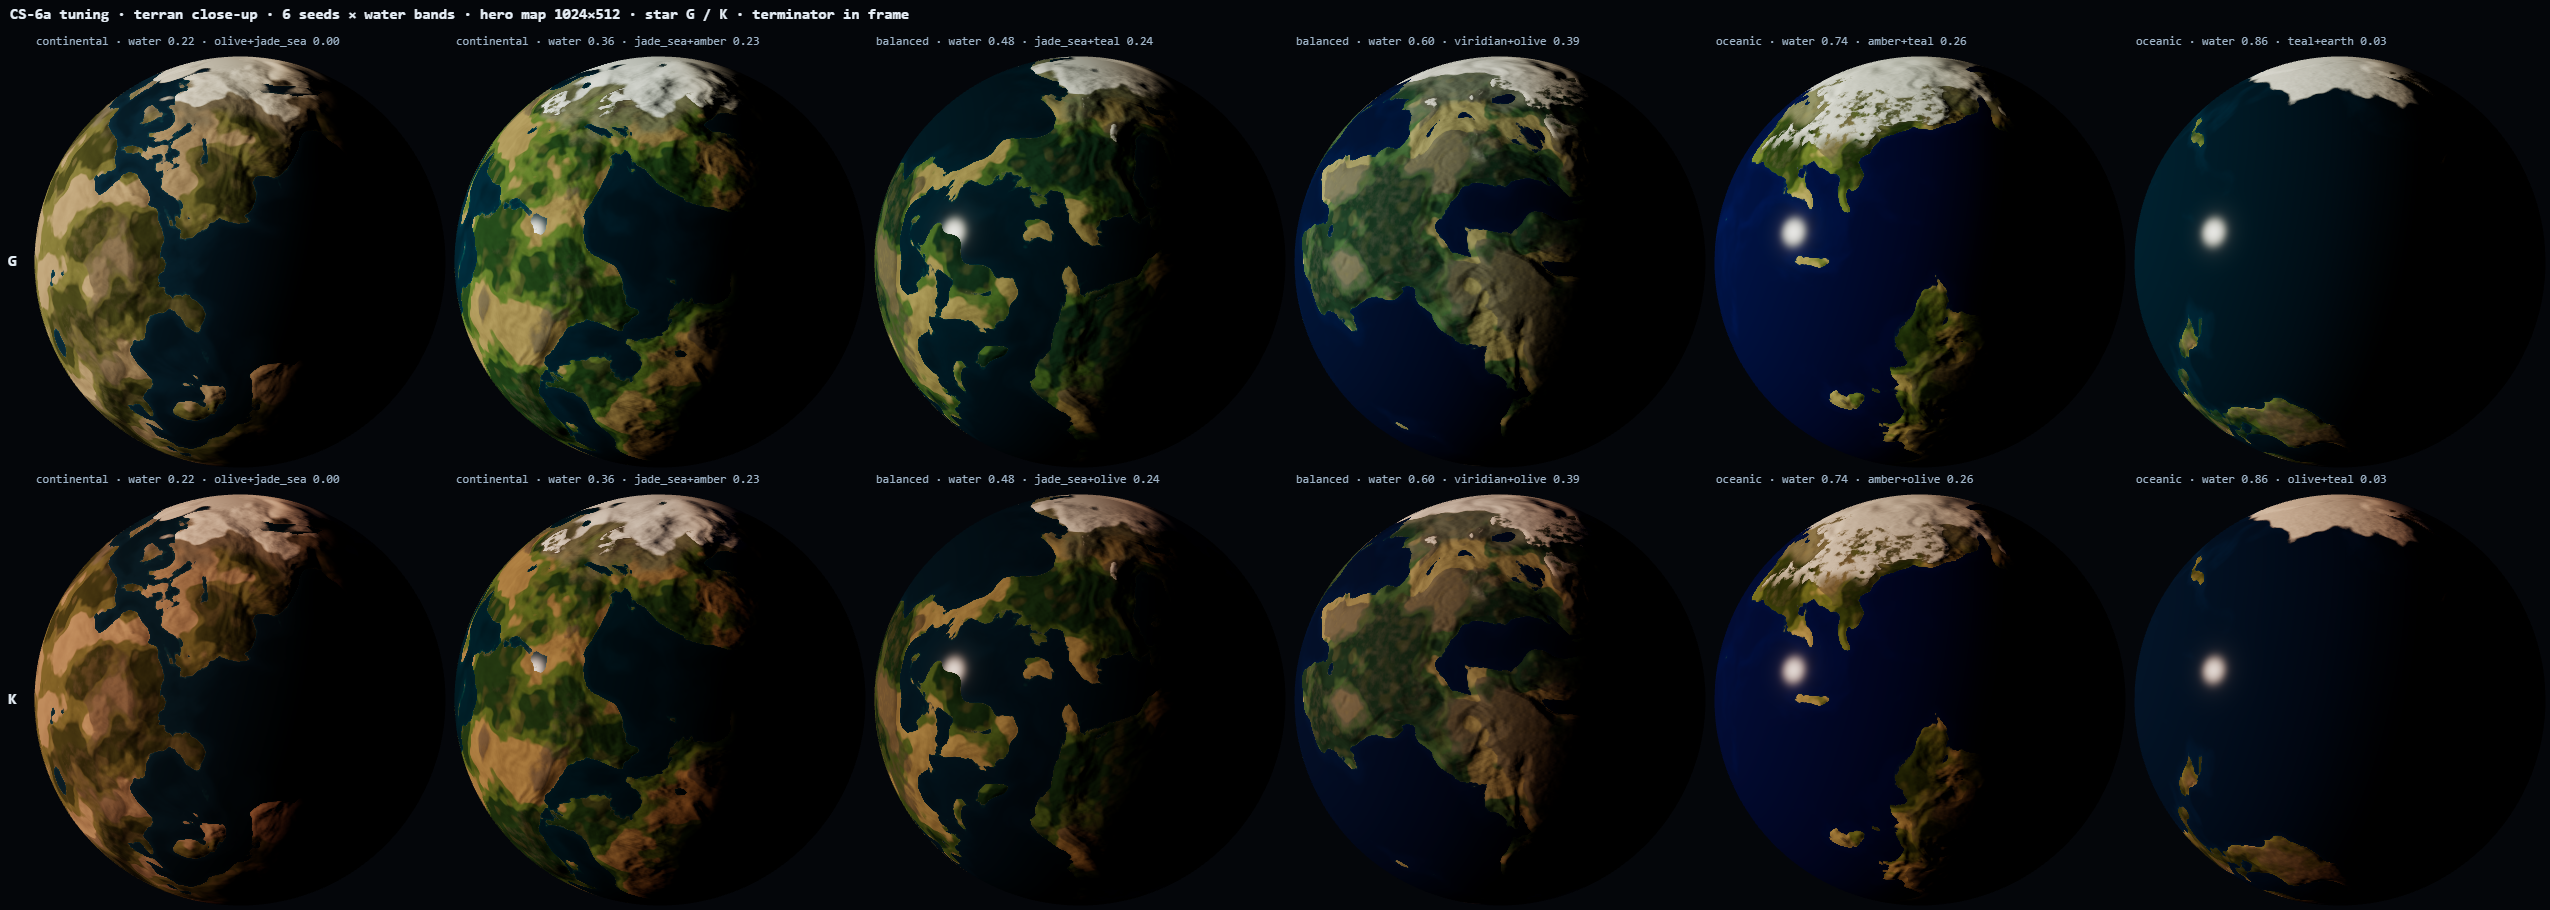 CS-6a tuning · terran close-up · 6 seeds × water bands · hero map 1024×512 · star G / K · terminator in frame
continental · water 0.22 · olive+jade_sea 0.00
continental · water 0.36 · jade_sea+amber 0.23
balanced · water 0.48 · jade_sea+teal 0.24
balanced · water 0.60 · viridian+olive 0.39
oceanic · water 0.74 · amber+teal 0.26
oceanic · water 0.86 · teal+earth 0.03
G
continental · water 0.22 · olive+jade_sea 0.00
continental · water 0.36 · jade_sea+amber 0.23
balanced · water 0.48 · jade_sea+olive 0.24
balanced · water 0.60 · viridian+olive 0.39
oceanic · water 0.74 · amber+olive 0.26
oceanic · water 0.86 · olive+teal 0.03
K